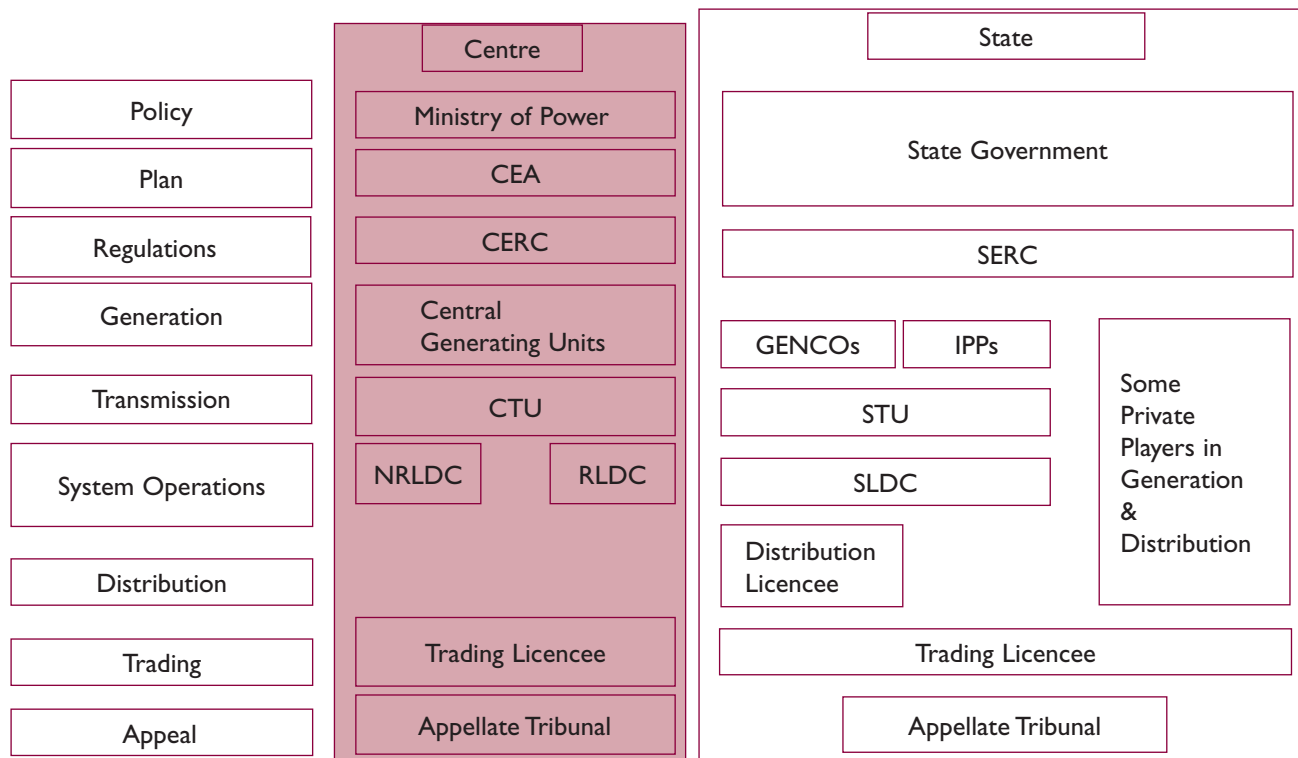 Centre
State
Policy
Ministry of Power
State Government
Plan
CEA
Regulations
CERC
SERC
Generation
Central
Generating Units
GENCOs
IPPs
Some
Private
Players in
Generation
&
Distribution
Transmission
CTU
STU
System Operations
NRLDC
RLDC
SLDC
Distribution
Distribution
Licencee
Trading
Trading Licencee
Trading Licencee
Appeal
Appellate Tribunal
Appellate Tribunal